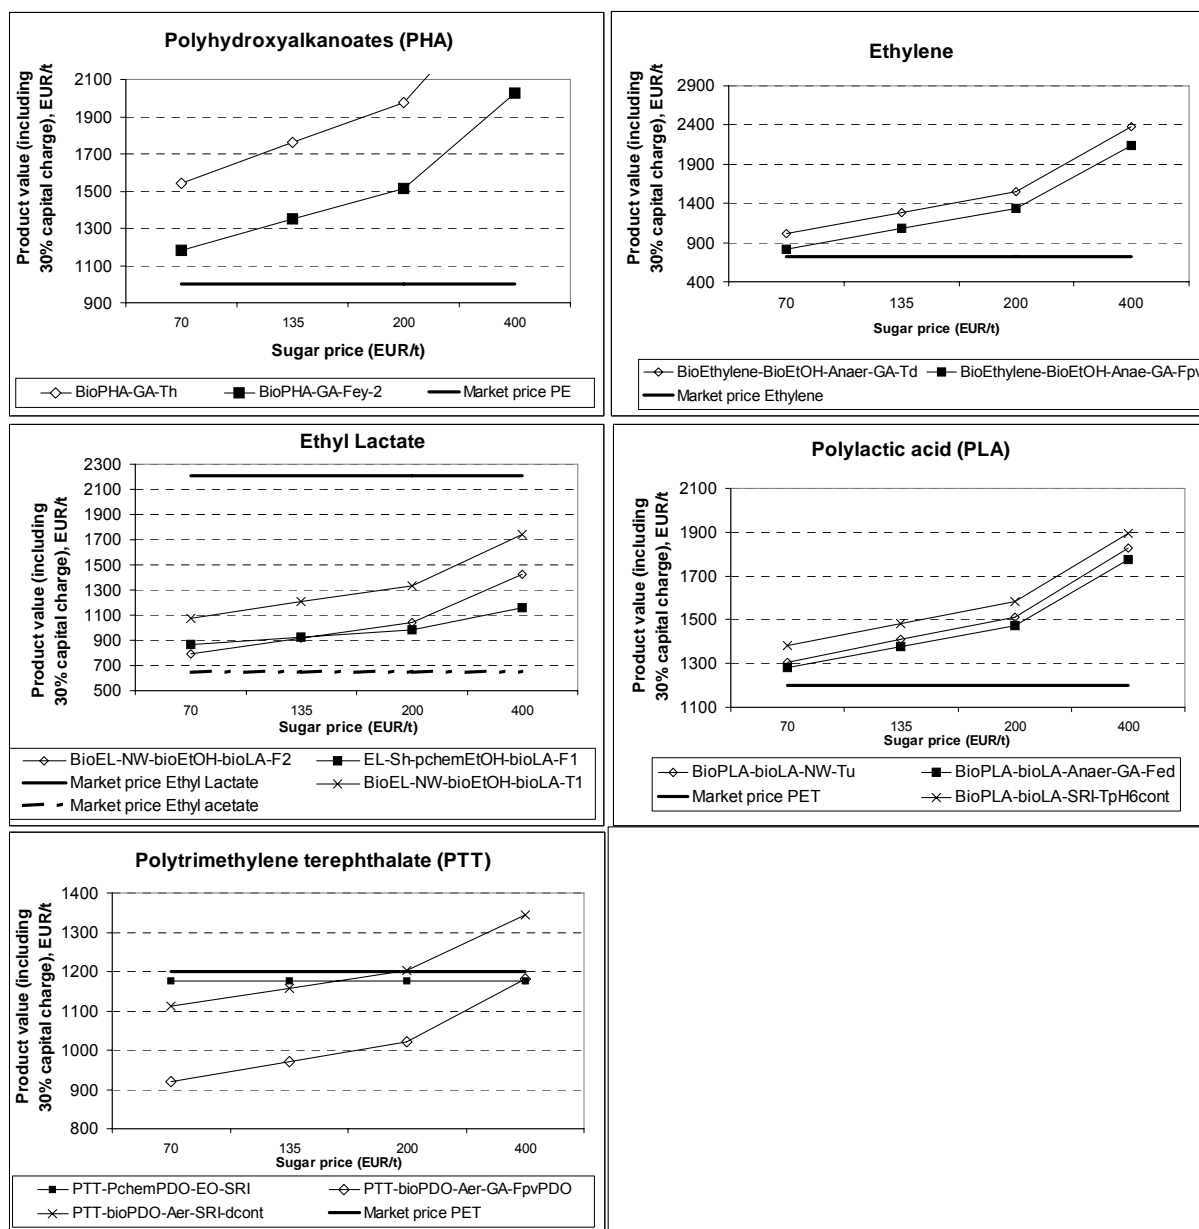 Polyhydroxyalkanoates (PHA)
Product value (including
30% capital charge), EUR/t
2100
1900
1700
1500
1300
1100
900
70 135 200 400
Sugar price (EUR/t)
BioPHA-GA-Th BioPHA-GA-Fey-2 Market price PE
Ethylene
Product value (including
30% capital charge), EUR/t
2900
2400
1900
1400
900
400
70 135 200 400
Sugar price (EUR/t)
BioEthylene-BioEtOH-Anaer-GA-Td BioEthylene-BioEtOH-Anae-GA-Fpv
Market price Ethylene
Ethyl Lactate
Product value (including
30% capital charge), EUR/t
2300
2100
1900
1700
1500
1300
1100
900
700
500
70 135 200 400
Sugar price (EUR/t)
BioEL-NW-bioEtOH-bioLA-F2 EL-Sh-pchemEtOH-bioLA-F1
Market price Ethyl Lactate BioEL-NW-bioEtOH-bioLA-T1
Market price Ethyl acetate
Polylactic acid (PLA)
Product value (including
30% capital charge), EUR/t
2100
1900
1700
1500
1300
1100
70 135 200 400
Sugar price (EUR/t)
BioPLA-bioLA-NW-Tu BioPLA-bioLA-Anaer-GA-Fed
Market price PET BioPLA-bioLA-SRI-TpH6cont
Polytrimethylene terephthalate (PTT)
Product value (including
30% capital charge), EUR/t
1400
1300
1200
1100
1000
900
800
70 135 200 400
Sugar price (EUR/t)
PTT-PchemPDO-EO-SRI PTT-bioPDO-Aer-GA-FpvPDO
PTT-bioPDO-Aer-SRI-dcont Market price PET